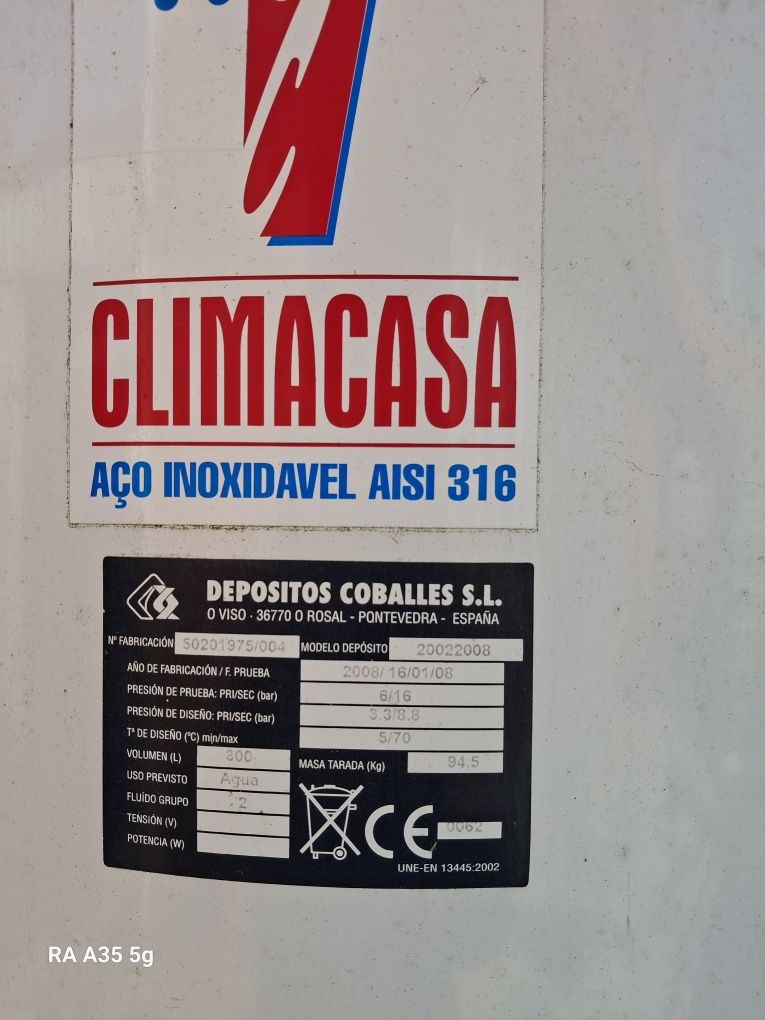 CLIMACASA
AÇO INOXIDAVEL AISI 316
DEPOSITOS COBALLES S.L.
O VISO · 36770 O ROSAL - PONTEVEDRA - ESPAÑA
Nº FABRICACIÓN S0201975/004 MODELO DEPÓSITO 20022008
AÑO DE FABRICACIÓN / F. PRUEBA 2008/ 16/01/08
PRESIÓN DE PRUEBA: PRI/SEC (bar) 6/16
PRESIÓN DE DISEÑO: PRI/SEC (bar) 3.3/8.8
Tª DE DISEÑO (ºC) min/max 5/70
VOLUMEN (L) 300 MASA TARADA (Kg) 94,5
USO PREVISTO Agua
FLUÍDO GRUPO 2
TENSIÓN (V)
POTENCIA (W)
CE 0062
UNE-EN 13445:2002
RA A35 5g